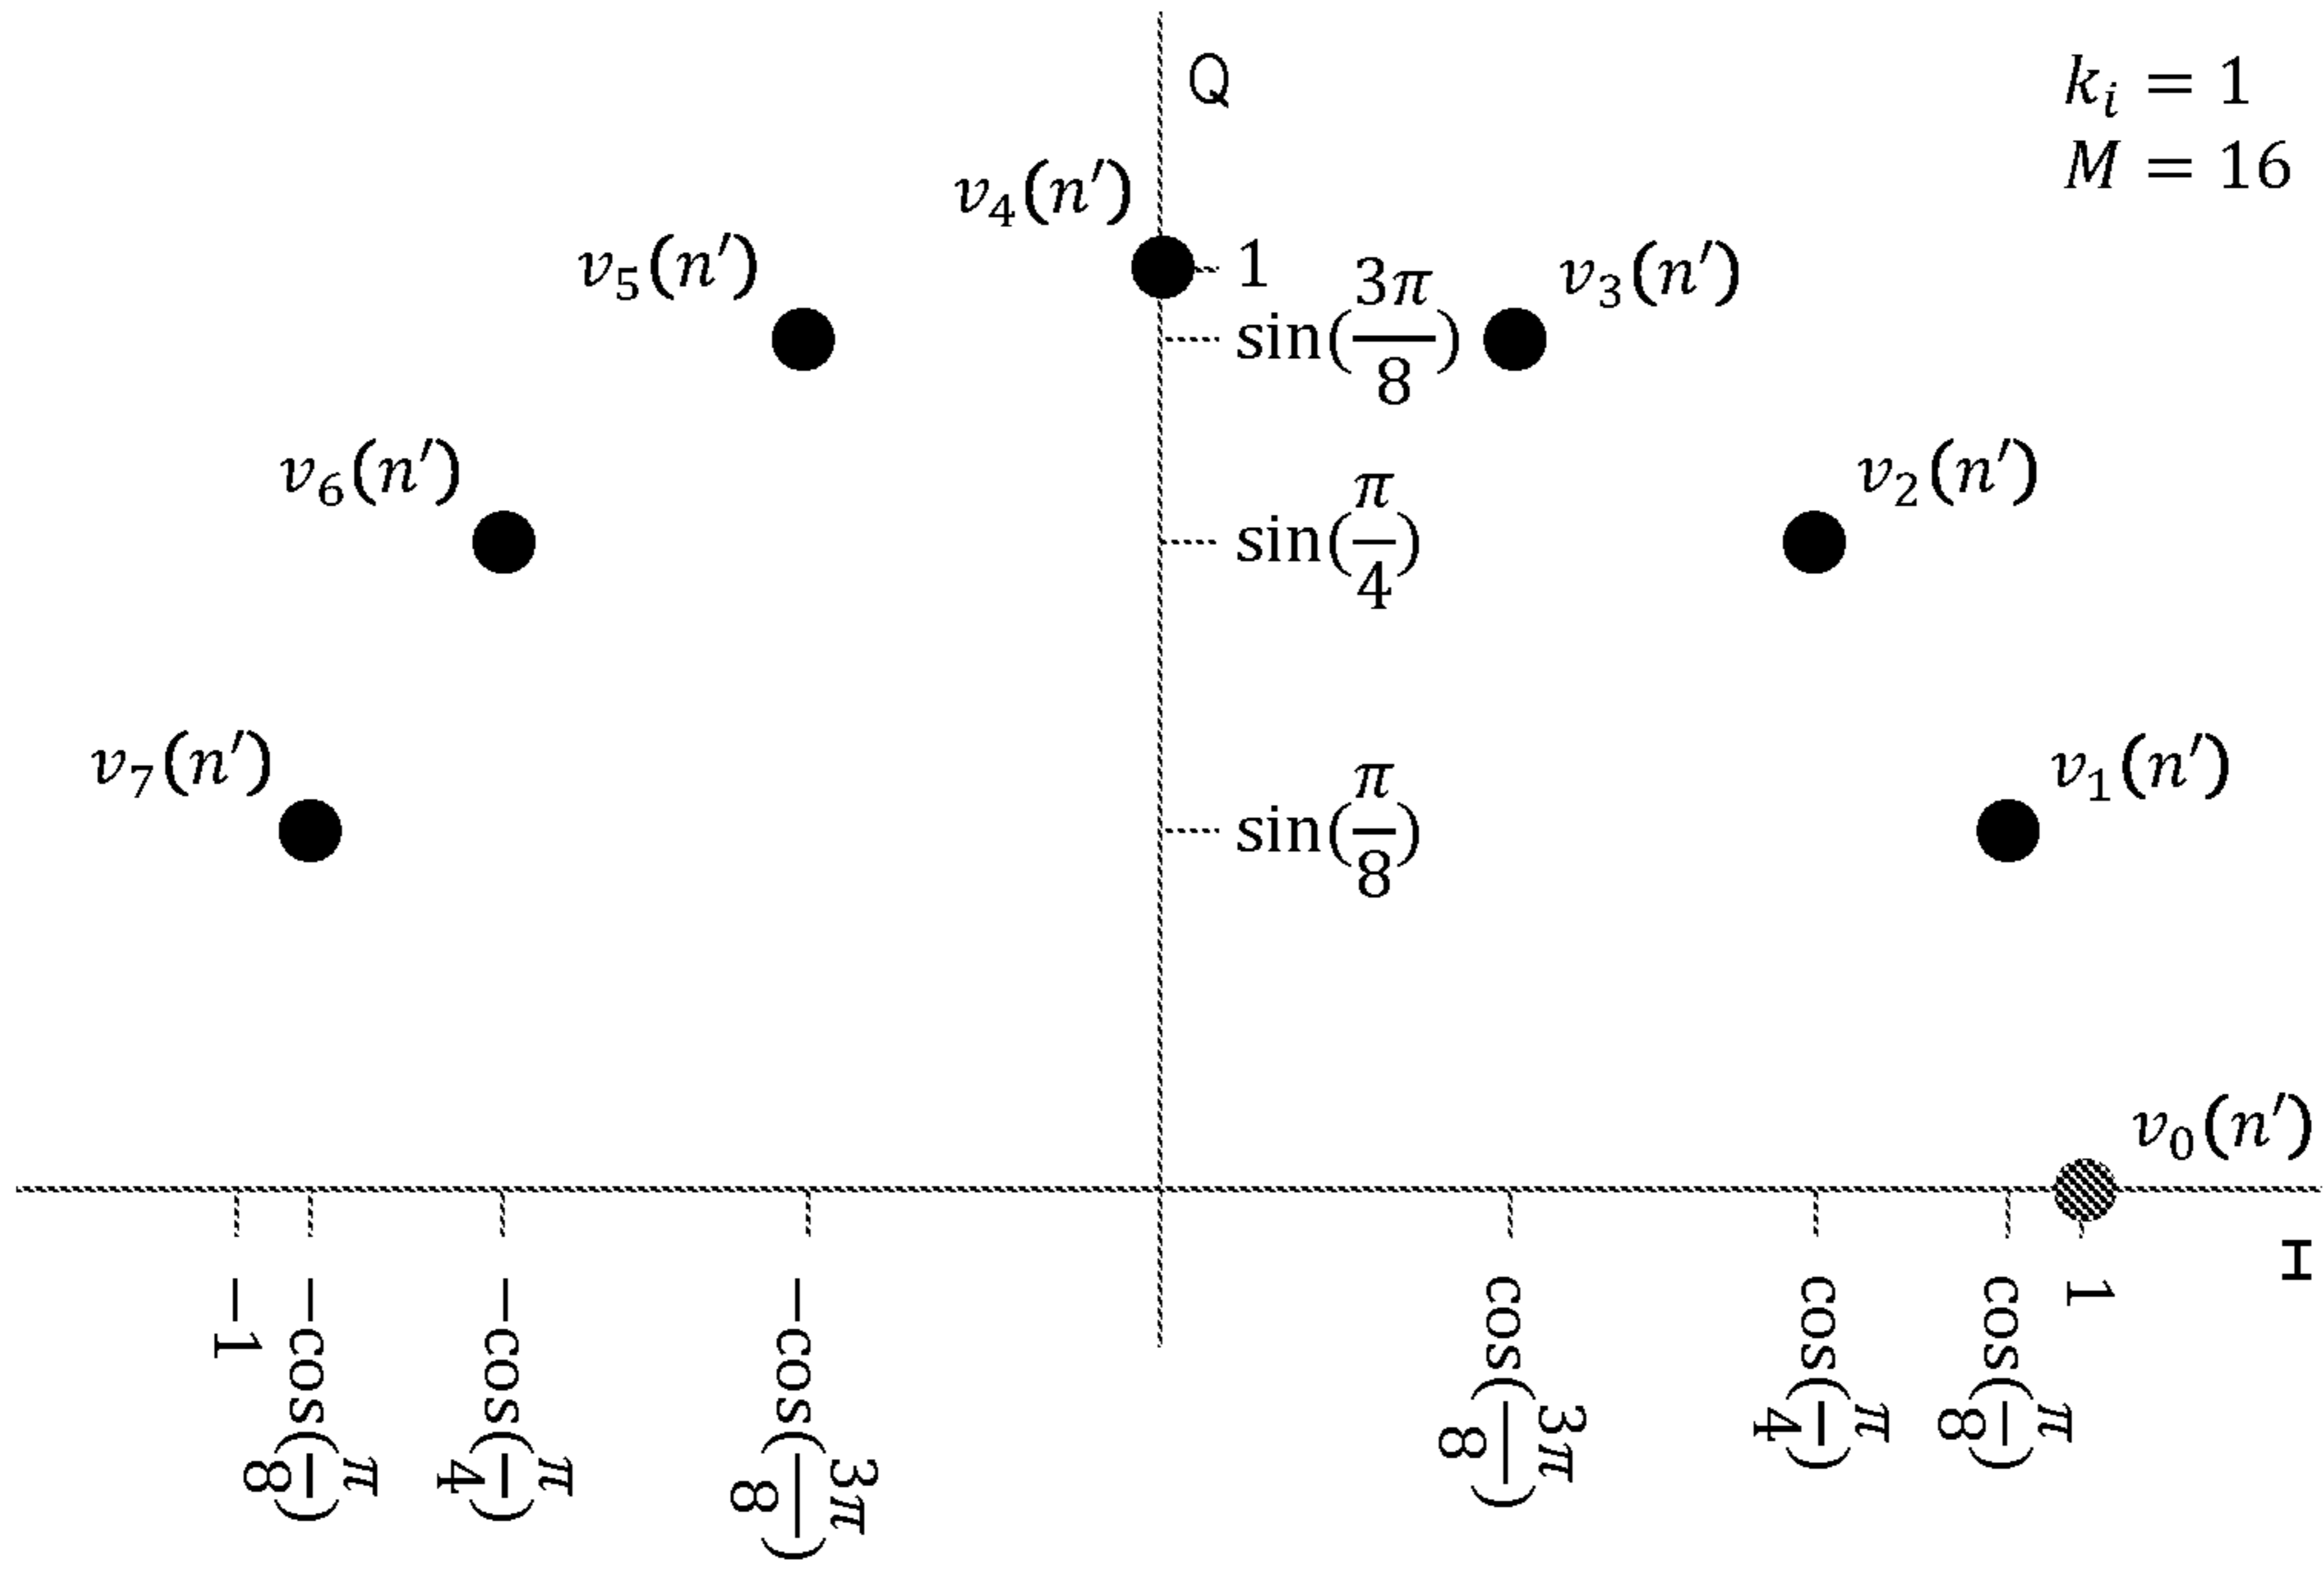 Q
k_i = 1
M = 16
v_4(n′)
v_5(n′)
1
v_3(n′)
sin(3π/8)
v_6(n′)
sin(π/4)
v_2(n′)
v_7(n′)
sin(π/8)
v_1(n′)
v_0(n′)
I
−1
−cos(π/8)
−cos(π/4)
−cos(3π/8)
cos(3π/8)
cos(π/4)
cos(π/8)
1